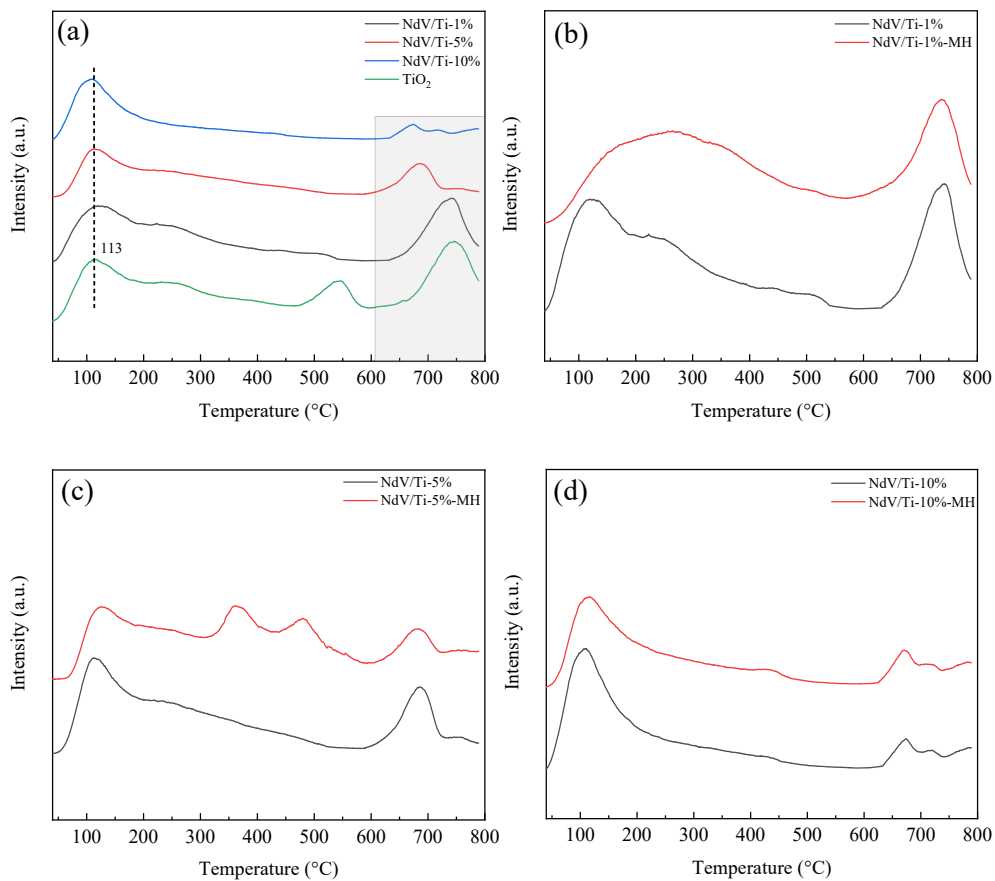 (a)
NdV/Ti-1%
NdV/Ti-5%
NdV/Ti-10%
TiO2
113
Intensity (a.u.)
100 200 300 400 500 600 700 800
Temperature (°C)
(b)
NdV/Ti-1%
NdV/Ti-1%-MH
Intensity (a.u.)
100 200 300 400 500 600 700 800
Temperature (°C)
(c)
NdV/Ti-5%
NdV/Ti-5%-MH
Intensity (a.u.)
100 200 300 400 500 600 700 800
Temperature (°C)
(d)
NdV/Ti-10%
NdV/Ti-10%-MH
Intensity (a.u.)
100 200 300 400 500 600 700 800
Temperature (°C)